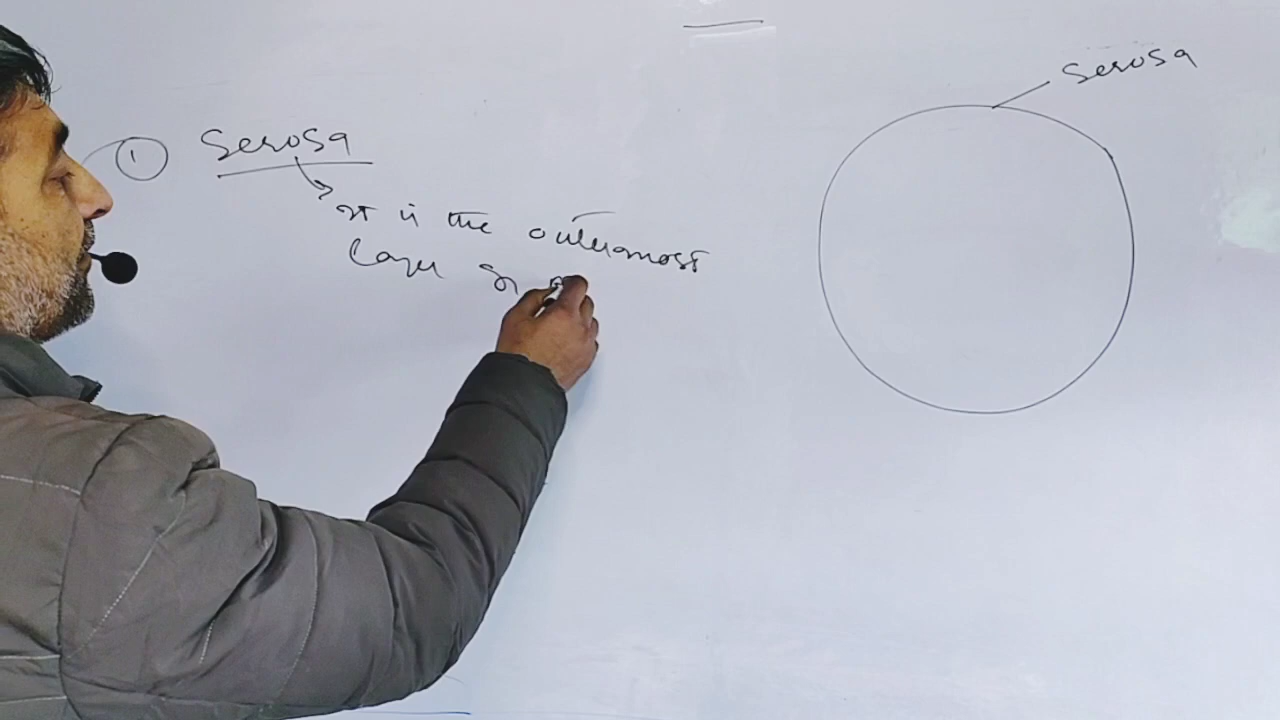 ① Serosa
It is the outermost
layer of
Serosa